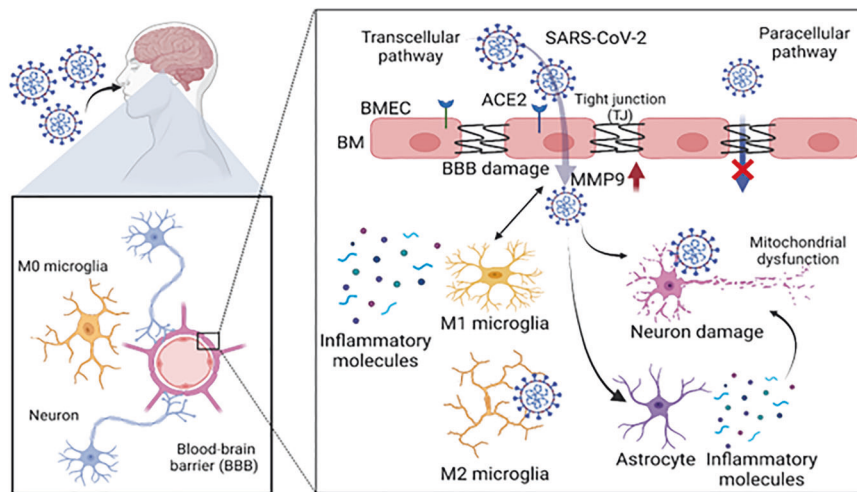 M0 microglia
Neuron
Blood-brain
barrier (BBB)
Transcellular
pathway
SARS-CoV-2
Paracellular
pathway
BMEC
ACE2
Tight junction
(TJ)
BM
BBB damage
MMP9
Inflammatory
molecules
M1 microglia
M2 microglia
Mitochondrial
dysfunction
Neuron damage
Astrocyte
Inflammatory
molecules